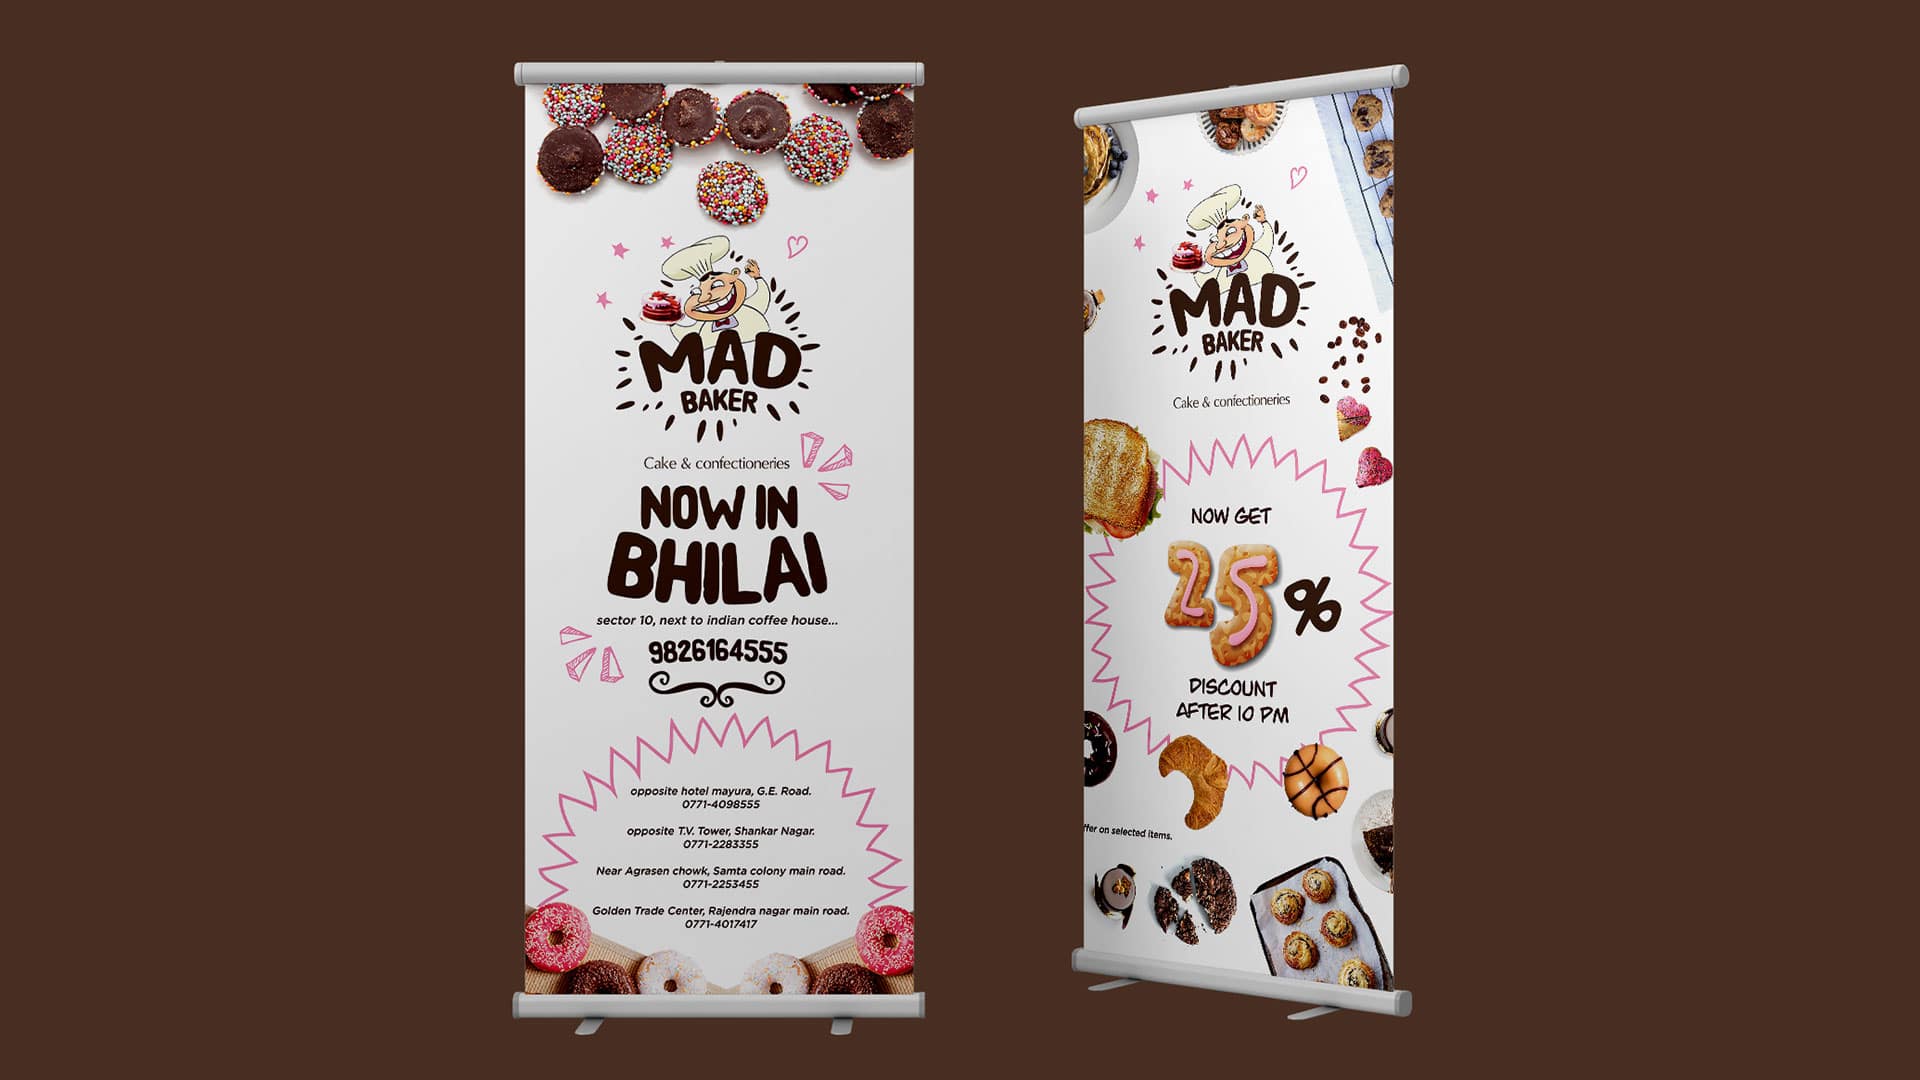 MAD
BAKER
Cake & confectioneries
NOW IN
BHILAI
sector 10, next to indian coffee house...
9826164555
opposite hotel mayura, G.E. Road.
0771-4098555
opposite T.V. Tower, Shankar Nagar.
0771-2283355
Near Agrasen chowk, Samta colony main road.
0771-2253455
Golden Trade Center, Rajendra nagar main road.
0771-4017417
MAD
BAKER
Cake & confectioneries
NOW GET
25%
DISCOUNT
AFTER 10 PM
ffer on selected items.